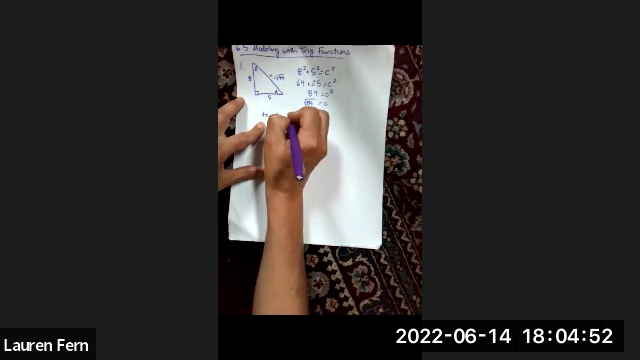 6.5 Modeling with Trig Functions
1.
8² + 5² = c²
64 + 25 = c²
89 = c²
√89 = c
8
c = √89
5
Lauren Fern
2022-06-14 18:04:52